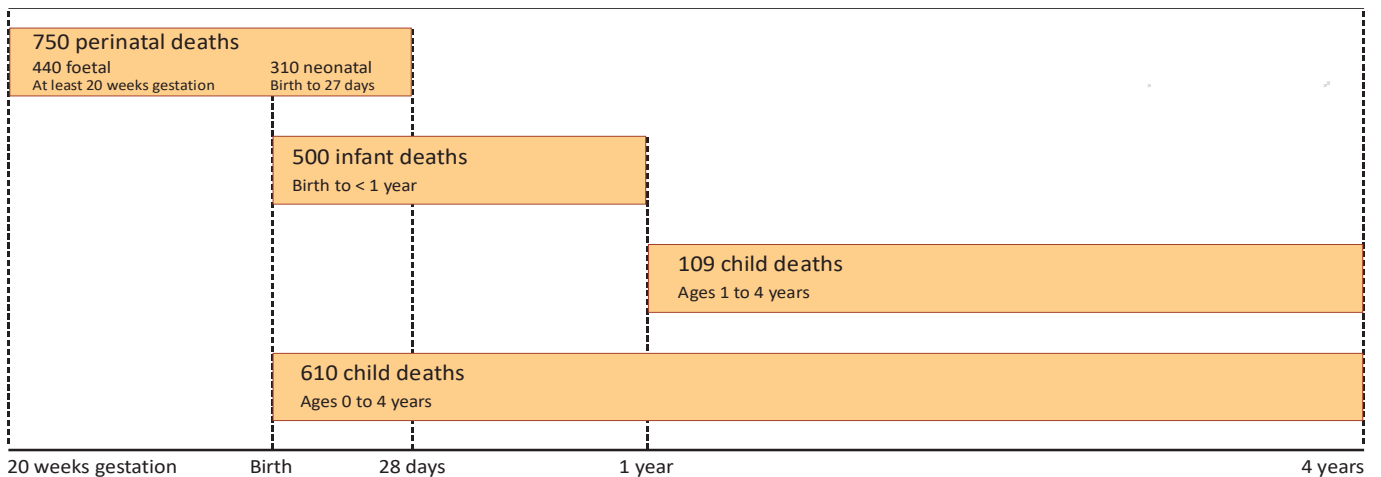 750 perinatal deaths
440 foetal
At least 20 weeks gestation
310 neonatal
Birth to 27 days
500 infant deaths
Birth to < 1 year
109 child deaths
Ages 1 to 4 years
610 child deaths
Ages 0 to 4 years
20 weeks gestation
Birth
28 days
1 year
4 years